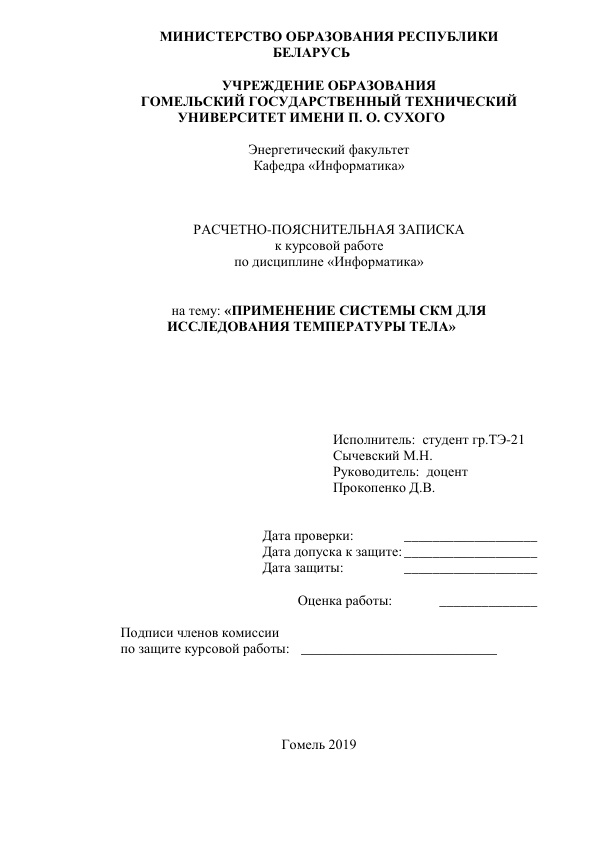 МИНИСТЕРСТВО ОБРАЗОВАНИЯ РЕСПУБЛИКИ
БЕЛАРУСЬ
УЧРЕЖДЕНИЕ ОБРАЗОВАНИЯ
ГОМЕЛЬСКИЙ ГОСУДАРСТВЕННЫЙ ТЕХНИЧЕСКИЙ
УНИВЕРСИТЕТ ИМЕНИ П. О. СУХОГО
Энергетический факультет
Кафедра «Информатика»
РАСЧЕТНО-ПОЯСНИТЕЛЬНАЯ ЗАПИСКА
к курсовой работе
по дисциплине «Информатика»
на тему: «ПРИМЕНЕНИЕ СИСТЕМЫ СКМ ДЛЯ
ИССЛЕДОВАНИЯ ТЕМПЕРАТУРЫ ТЕЛА»
Исполнитель: студент гр.ТЭ-21
Сычевский М.Н.
Руководитель: доцент
Прокопенко Д.В.
Дата проверки: ___________________
Дата допуска к защите: ___________________
Дата защиты: ___________________
Оценка работы: ______________
Подписи членов комиссии
по защите курсовой работы: ____________________________
Гомель 2019